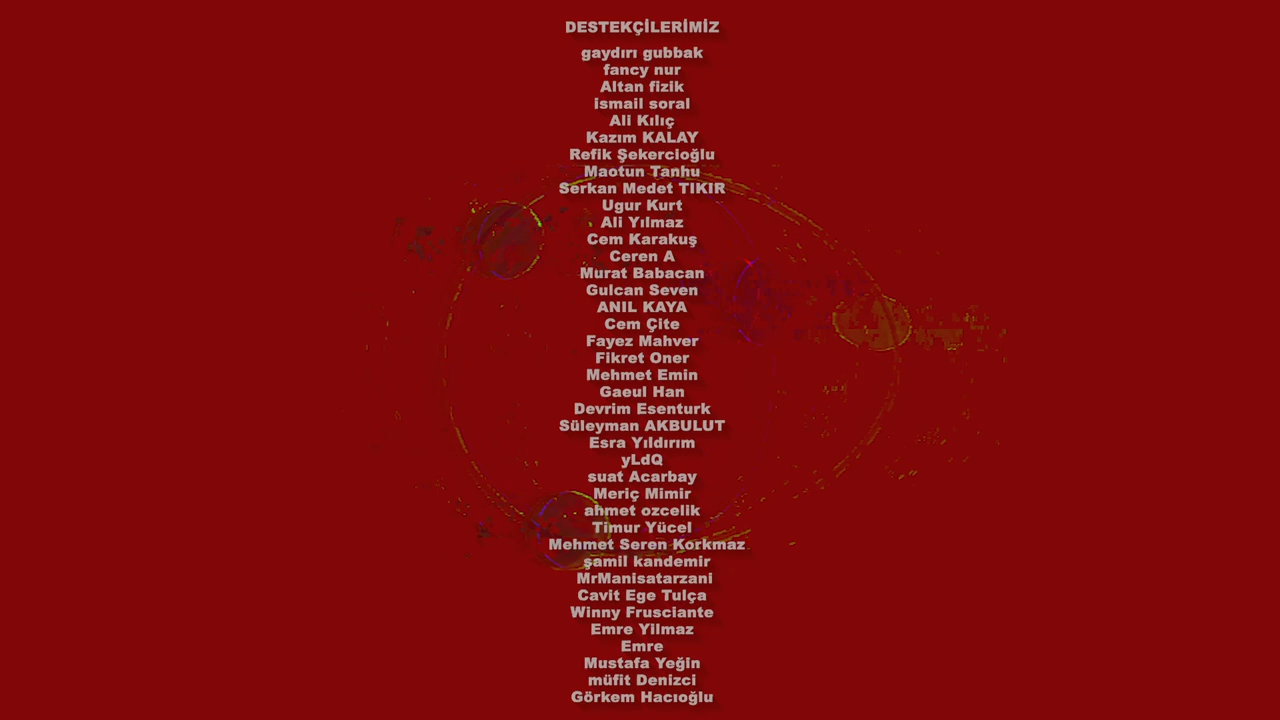 DESTEKÇİLERİMİZ
gaydırı gubbak
fancy nur
Altan fizik
ismail soral
Ali Kılıç
Kazım KALAY
Refik Şekercioğlu
Maotun Tanhu
Serkan Medet TIKIR
Ugur Kurt
Ali Yılmaz
Cem Karakuş
Ceren A
Murat Babacan
Gulcan Seven
ANIL KAYA
Cem Çite
Fayez Mahver
Fikret Oner
Mehmet Emin
Gaeul Han
Devrim Esenturk
Süleyman AKBULUT
Esra Yıldırım
yLdQ
suat Acarbay
Meriç Mimir
ahmet ozcelik
Timur Yücel
Mehmet Seren Korkmaz
şamil kandemir
MrManisatarzani
Cavit Ege Tulça
Winny Frusciante
Emre Yilmaz
Emre
Mustafa Yeğin
müfit Denizci
Görkem Hacıoğlu